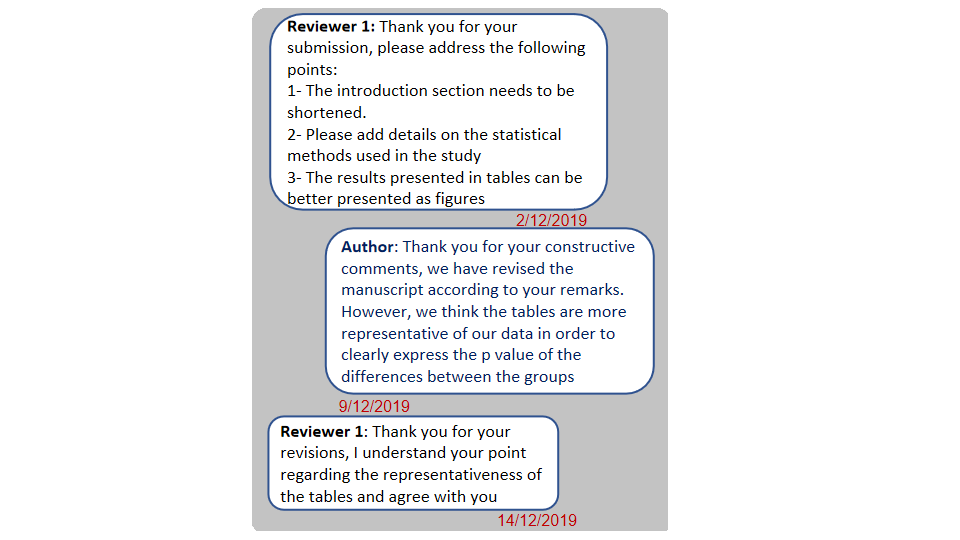 Reviewer 1: Thank you for your
submission, please address the following
points:
1- The introduction section needs to be
shortened.
2- Please add details on the statistical
methods used in the study
3- The results presented in tables can be
better presented as figures
2/12/2019
Author: Thank you for your constructive
comments, we have revised the
manuscript according to your remarks.
However, we think the tables are more
representative of our data in order to
clearly express the p value of the
differences between the groups
9/12/2019
Reviewer 1: Thank you for your
revisions, I understand your point
regarding the representativeness of
the tables and agree with you
14/12/2019